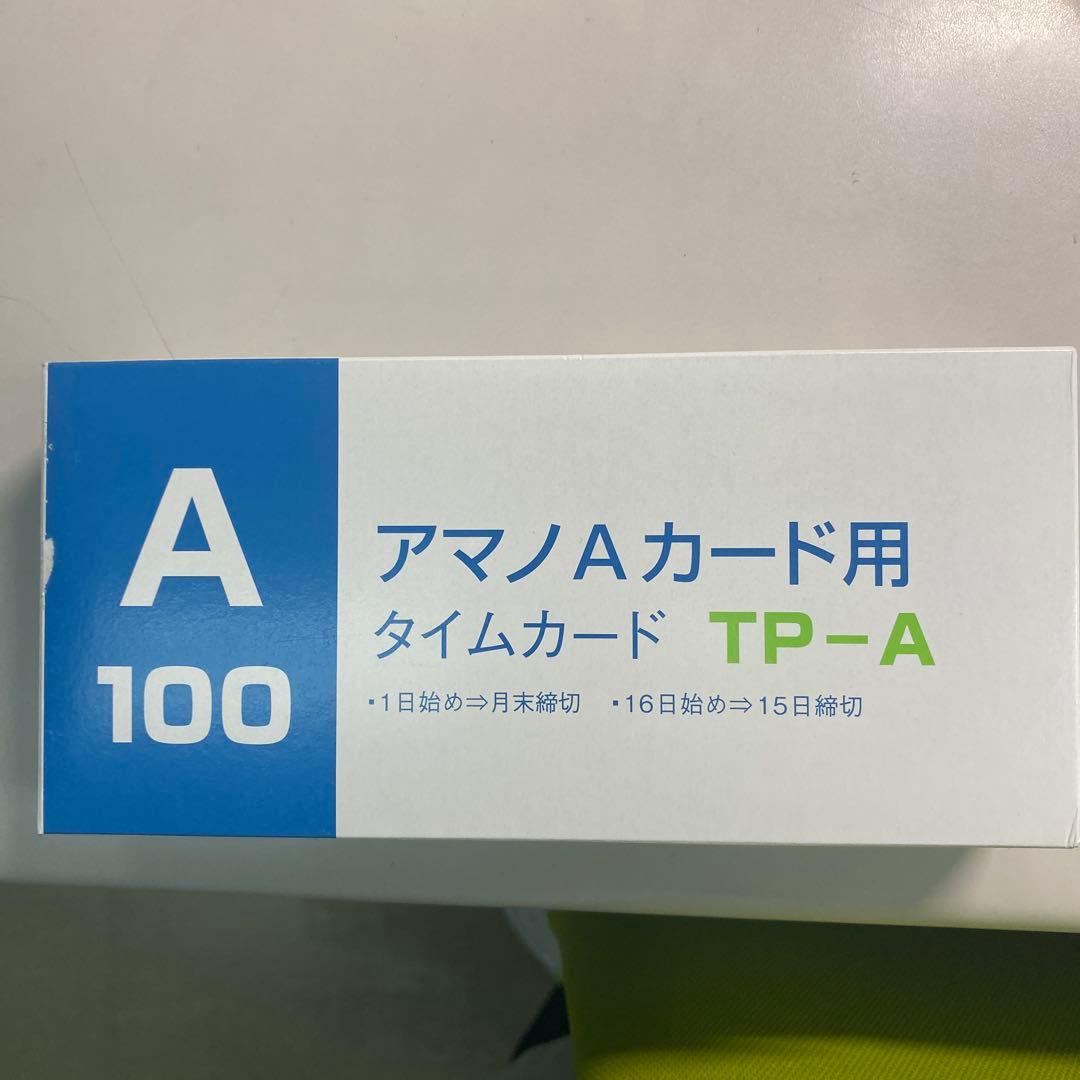 A
100
アマノAカード用
タイムカード TP-A
・1日始め⇒月末締切 ・16日始め⇒15日締切